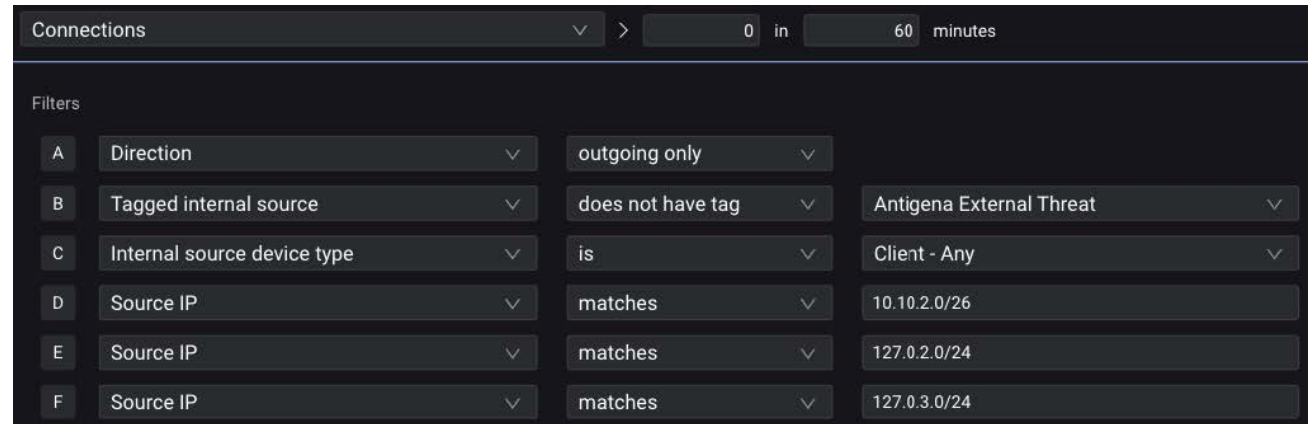 Connections > 0 in 60 minutes
Filters
A Direction outgoing only
B Tagged internal source does not have tag Antigena External Threat
C Internal source device type is Client - Any
D Source IP matches 10.10.2.0/26
E Source IP matches 127.0.2.0/24
F Source IP matches 127.0.3.0/24